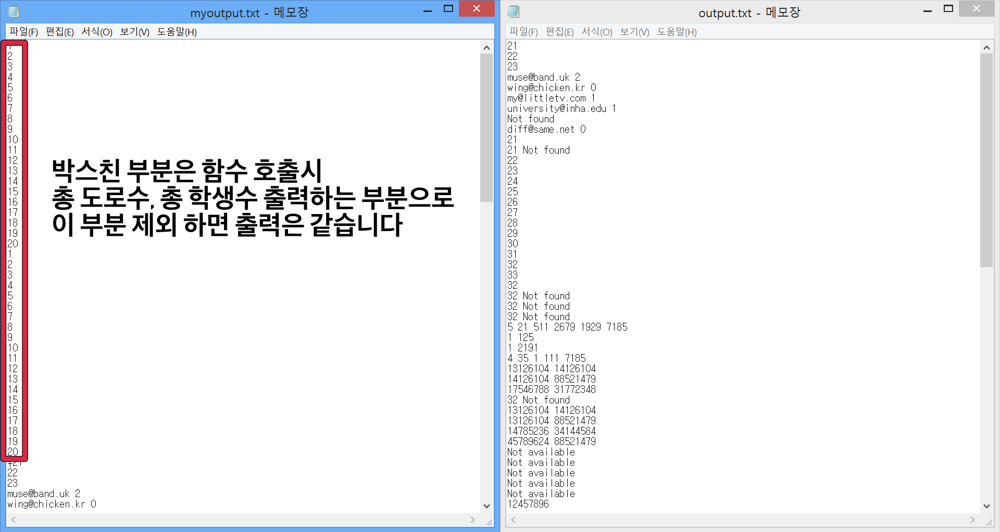 myoutput.txt - 메모장
파일(F) 편집(E) 서식(O) 보기(V) 도움말(H)
1
2
3
4
5
6
7
8
9
10
11
12
13
14
15
16
17
18
19
20
1
2
3
4
5
6
7
8
9
10
11
12
13
14
15
16
17
18
19
20
+21
22
23
muse@band.uk 2
wing@chicken.kr 0
박스친 부분은 함수 호출시
총 도로수, 총 학생수 출력하는 부분으로
이 부분 제외 하면 출력은 같습니다
output.txt - 메모장
파일(F) 편집(E) 서식(O) 보기(V) 도움말(H)
21
22
23
muse@band.uk 2
wing@chicken.kr 0
my@littletv.com 1
university@inha.edu 1
Not found
diff@same.net 0
21
21 Not found
22
23
24
25
26
27
28
29
30
31
32
33
32
32 Not found
32 Not found
32 Not found
5 21 511 2679 1929 7185
1 125
1 2191
4 35 1 111 7185
13126104 14126104
14126104 88521479
17546788 31772348
32 Not found
13126104 14126104
13126104 88521479
14785236 34144584
45789624 88521479
Not available
Not available
Not available
Not available
Not available
12457896